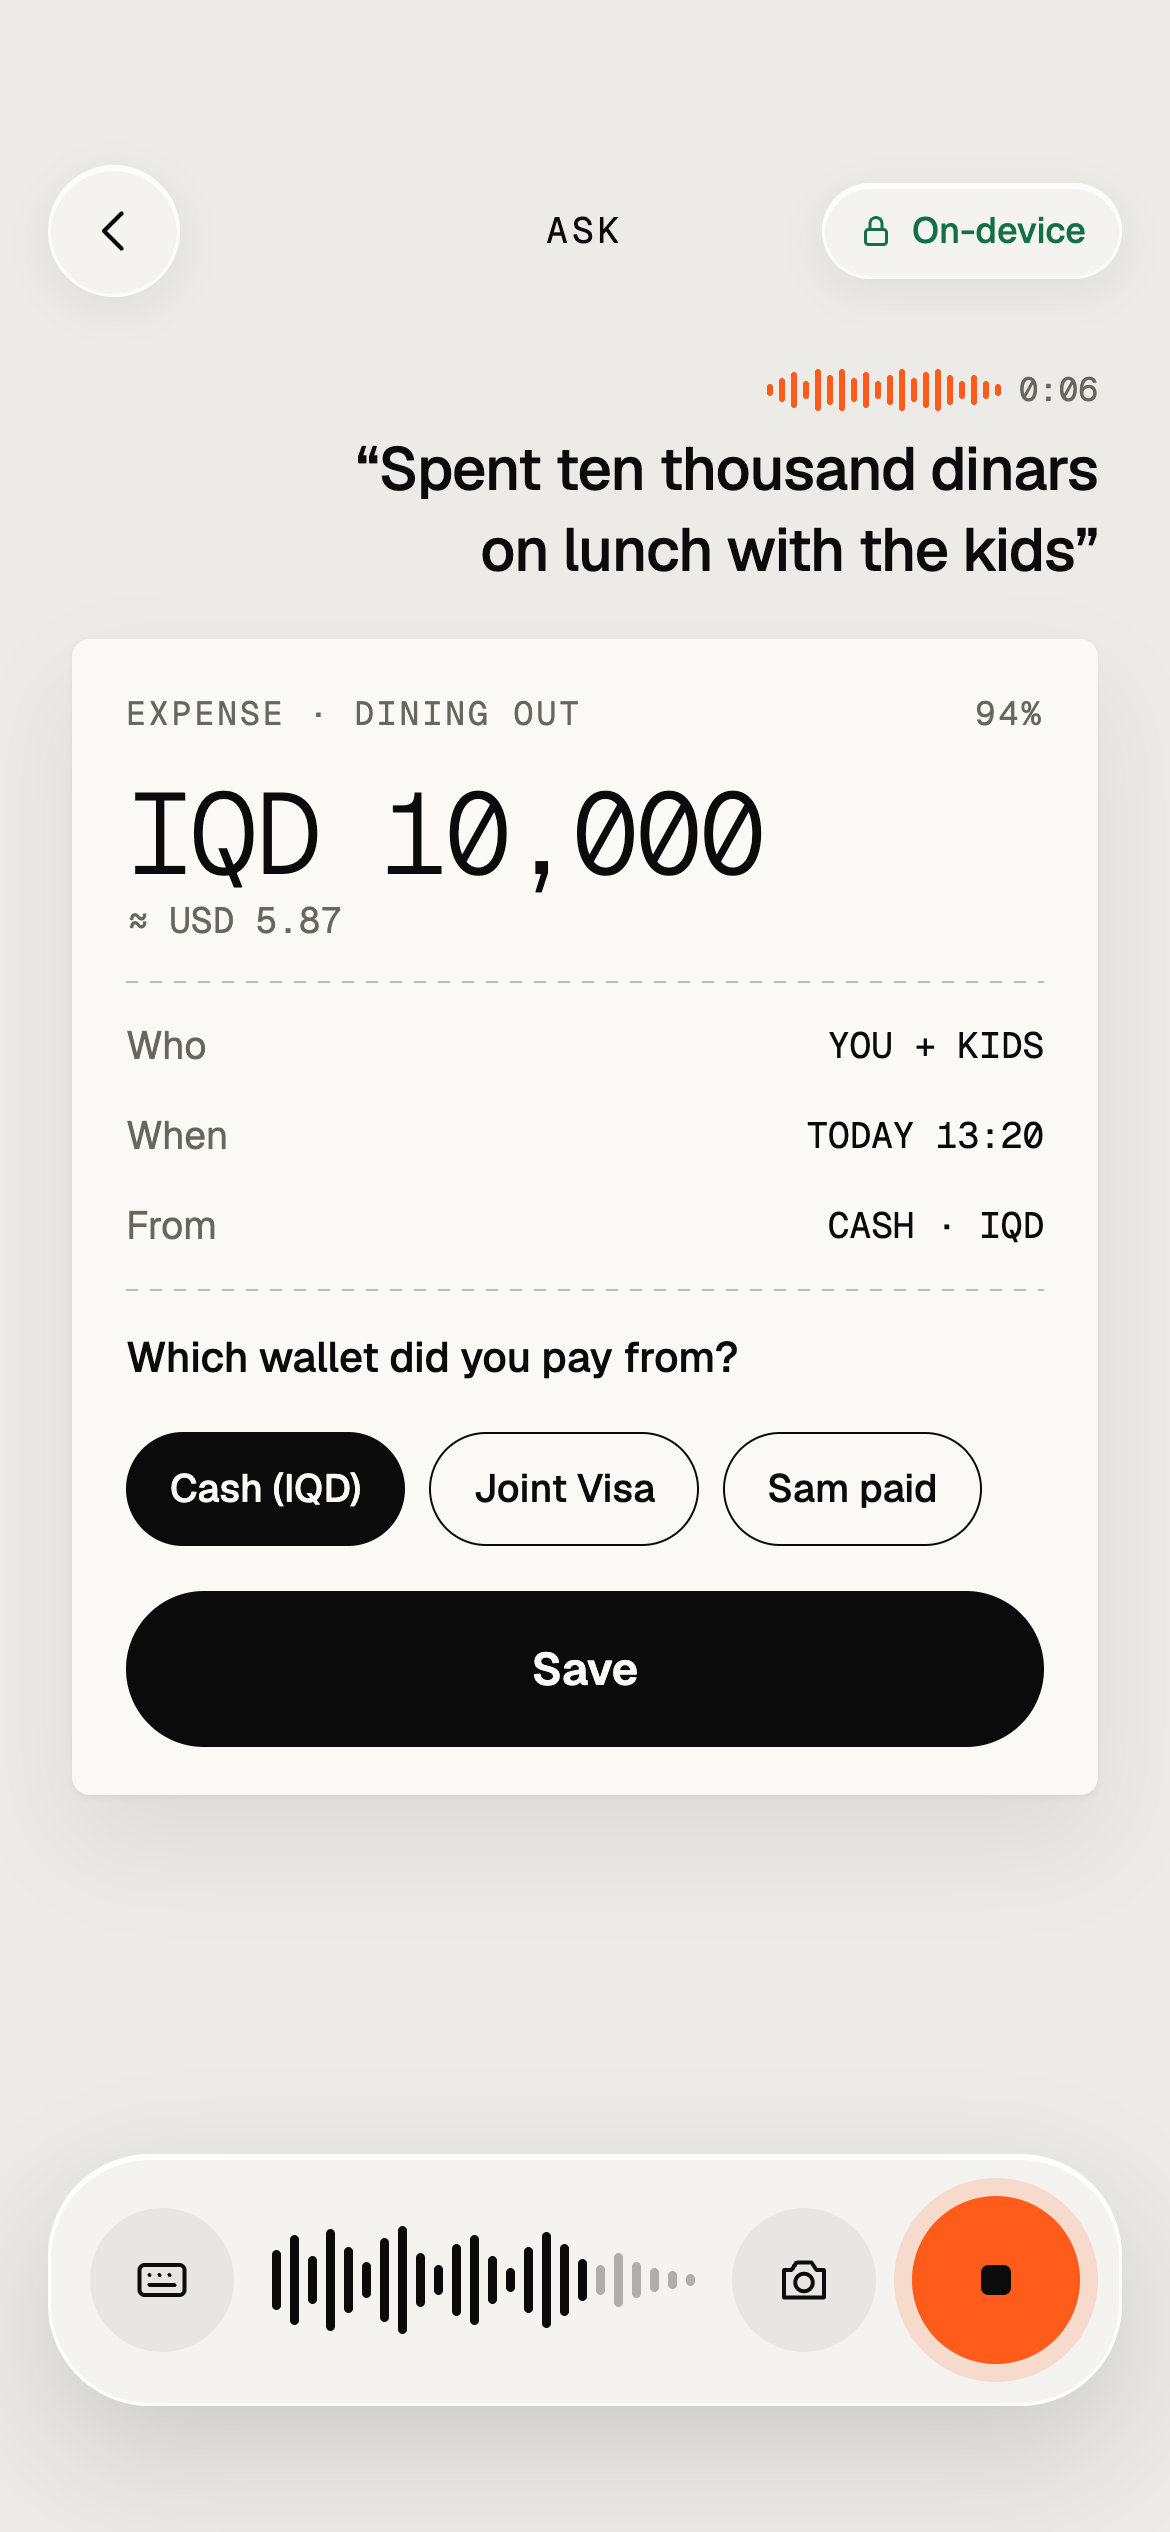 ASK
On-device
0:06
“Spent ten thousand dinars
on lunch with the kids”
EXPENSE · DINING OUT 94%
IQD 10,000
≈ USD 5.87
Who YOU + KIDS
When TODAY 13:20
From CASH · IQD
Which wallet did you pay from?
Cash (IQD) Joint Visa Sam paid
Save